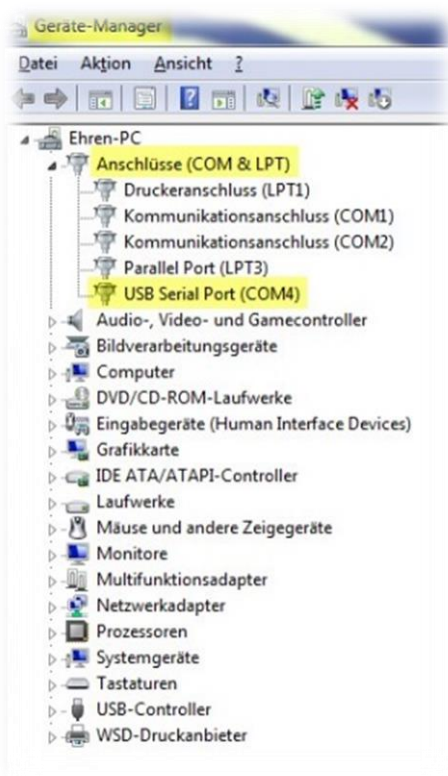 Geräte-Manager
Datei Aktion Ansicht ?
Ehren-PC
Anschlüsse (COM & LPT)
Druckeranschluss (LPT1)
Kommunikationsanschluss (COM1)
Kommunikationsanschluss (COM2)
Parallel Port (LPT3)
USB Serial Port (COM4)
Audio-, Video- und Gamecontroller
Bildverarbeitungsgeräte
Computer
DVD/CD-ROM-Laufwerke
Eingabegeräte (Human Interface Devices)
Grafikkarte
IDE ATA/ATAPI-Controller
Laufwerke
Mäuse und andere Zeigegeräte
Monitore
Multifunktionsadapter
Netzwerkadapter
Prozessoren
Systemgeräte
Tastaturen
USB-Controller
WSD-Druckanbieter